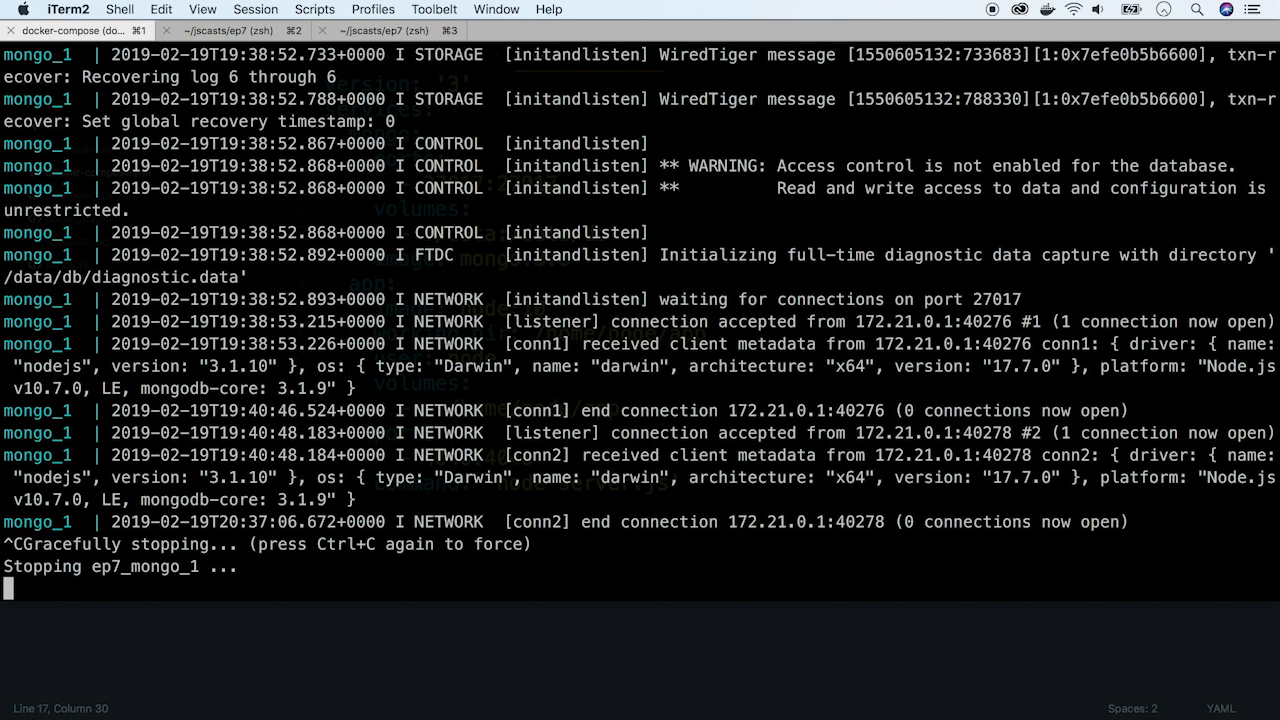 iTerm2 Shell Edit View Session Scripts Profiles Toolbelt Window Help
docker-compose (do... ⌘1 ~/jscasts/ep7 (zsh) ⌘2 ~/jscasts/ep7 (zsh) ⌘3
mongo_1  | 2019-02-19T19:38:52.733+0000 I STORAGE  [initandlisten] WiredTiger message [1550605132:733683][1:0x7efe0b5b6600], txn-r
ecover: Recovering log 6 through 6
mongo_1  | 2019-02-19T19:38:52.788+0000 I STORAGE  [initandlisten] WiredTiger message [1550605132:788330][1:0x7efe0b5b6600], txn-r
ecover: Set global recovery timestamp: 0
mongo_1  | 2019-02-19T19:38:52.867+0000 I CONTROL  [initandlisten]
mongo_1  | 2019-02-19T19:38:52.868+0000 I CONTROL  [initandlisten] ** WARNING: Access control is not enabled for the database.
mongo_1  | 2019-02-19T19:38:52.868+0000 I CONTROL  [initandlisten] **          Read and write access to data and configuration is
unrestricted.
mongo_1  | 2019-02-19T19:38:52.868+0000 I CONTROL  [initandlisten]
mongo_1  | 2019-02-19T19:38:52.892+0000 I FTDC     [initandlisten] Initializing full-time diagnostic data capture with directory '
/data/db/diagnostic.data'
mongo_1  | 2019-02-19T19:38:52.893+0000 I NETWORK  [initandlisten] waiting for connections on port 27017
mongo_1  | 2019-02-19T19:38:53.215+0000 I NETWORK  [listener] connection accepted from 172.21.0.1:40276 #1 (1 connection now open)
mongo_1  | 2019-02-19T19:38:53.226+0000 I NETWORK  [conn1] received client metadata from 172.21.0.1:40276 conn1: { driver: { name:
"nodejs", version: "3.1.10" }, os: { type: "Darwin", name: "darwin", architecture: "x64", version: "17.7.0" }, platform: "Node.js
v10.7.0, LE, mongodb-core: 3.1.9" }
mongo_1  | 2019-02-19T19:40:46.524+0000 I NETWORK  [conn1] end connection 172.21.0.1:40276 (0 connections now open)
mongo_1  | 2019-02-19T19:40:48.183+0000 I NETWORK  [listener] connection accepted from 172.21.0.1:40278 #2 (1 connection now open)
mongo_1  | 2019-02-19T19:40:48.184+0000 I NETWORK  [conn2] received client metadata from 172.21.0.1:40278 conn2: { driver: { name:
"nodejs", version: "3.1.10" }, os: { type: "Darwin", name: "darwin", architecture: "x64", version: "17.7.0" }, platform: "Node.js
v10.7.0, LE, mongodb-core: 3.1.9" }
mongo_1  | 2019-02-19T20:37:06.672+0000 I NETWORK  [conn2] end connection 172.21.0.1:40278 (0 connections now open)
^CGracefully stopping... (press Ctrl+C again to force)
Stopping ep7_mongo_1 ...
Line 17, Column 30 Spaces: 2 YAML